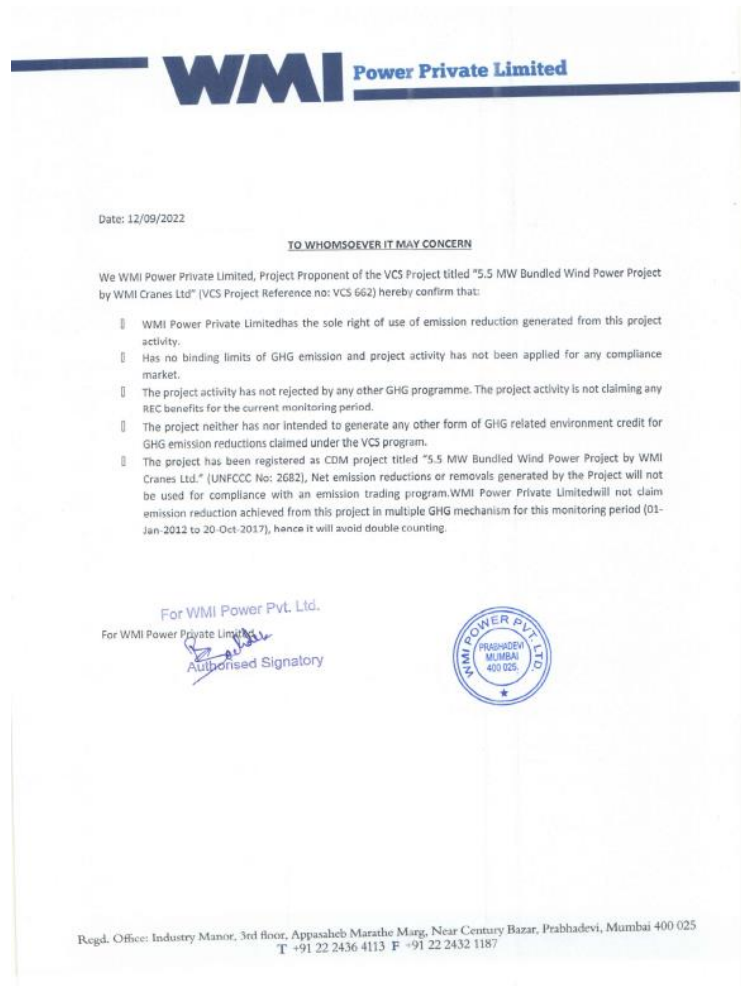 WMI Power Private Limited
Date: 12/09/2022
TO WHOMSOEVER IT MAY CONCERN
We WMI Power Private Limited, Project Proponent of the VCS Project titled "5.5 MW Bundled Wind Power Project
by WMI Cranes Ltd" (VCS Project Reference no: VCS 662) hereby confirm that:
WMI Power Private Limitedhas the sole right of use of emission reduction generated from this project
activity.
Has no binding limits of GHG emission and project activity has not been applied for any compliance
market.
The project activity has not rejected by any other GHG programme. The project activity is not claiming any
REC benefits for the current monitoring period.
The project neither has nor intended to generate any other form of GHG related environment credit for
GHG emission reductions claimed under the VCS program.
The project has been registered as CDM project titled "5.5 MW Bundled Wind Power Project by WMI
Cranes Ltd." (UNFCCC No: 2682), Net emission reductions or removals generated by the Project will not
be used for compliance with an emission trading program.WMI Power Private Limitedwill not claim
emission reduction achieved from this project in multiple GHG mechanism for this monitoring period (01-
Jan-2012 to 20-Oct-2017), hence it will avoid double counting.
For WMI Power Pvt. Ltd.
For WMI Power Private Limited
Authorised Signatory
WMI POWER PVT. LTD.
PRABHADEVI
MUMBAI
400 025.
Regd. Office: Industry Manor, 3rd floor, Appasaheb Marathe Marg, Near Century Bazar, Prabhadevi, Mumbai 400 025
T +91 22 2436 4113 F +91 22 2432 1187